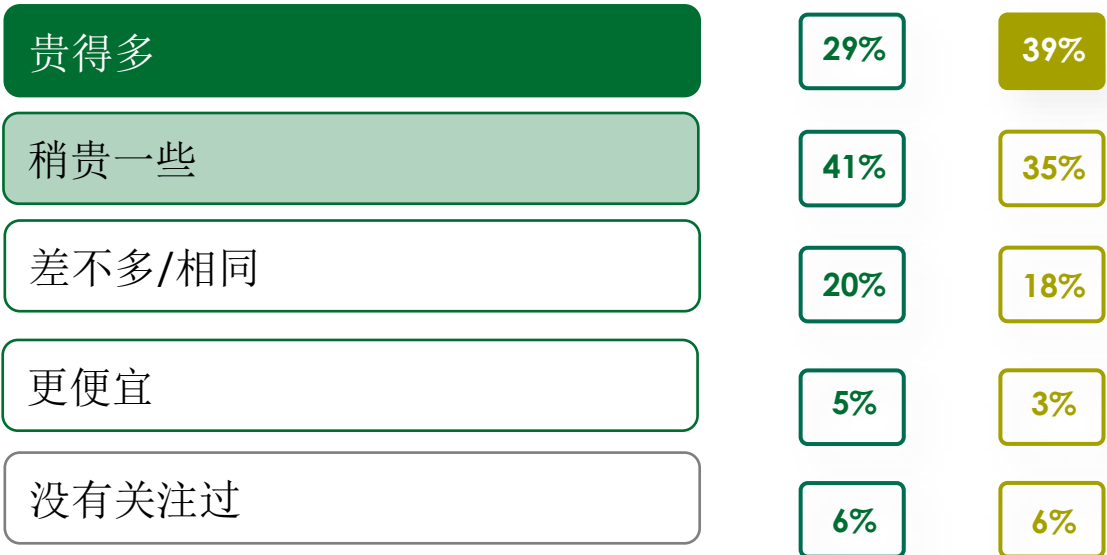 贵得多 29% 39%
稍贵一些 41% 35%
差不多/相同 20% 18%
更便宜 5% 3%
没有关注过 6% 6%